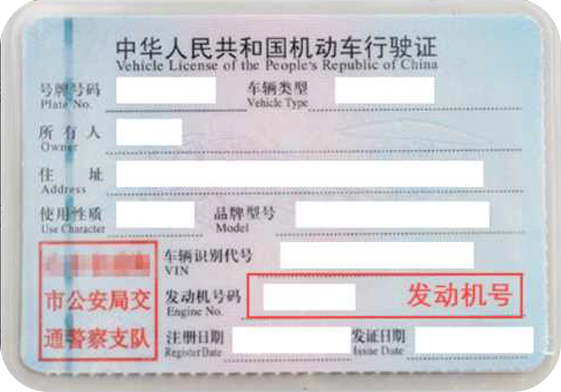 中华人民共和国机动车行驶证
Vehicle License of the People's Republic of China
号牌号码 车辆类型
Plate No. Vehicle Type
所有人
Owner
住址
Address
使用性质 品牌型号
Use Character Model
车辆识别代号
VIN
市公安局交
通警察支队
发动机号码 发动机号
Engine No.
注册日期 发证日期
Register Date Issue Date